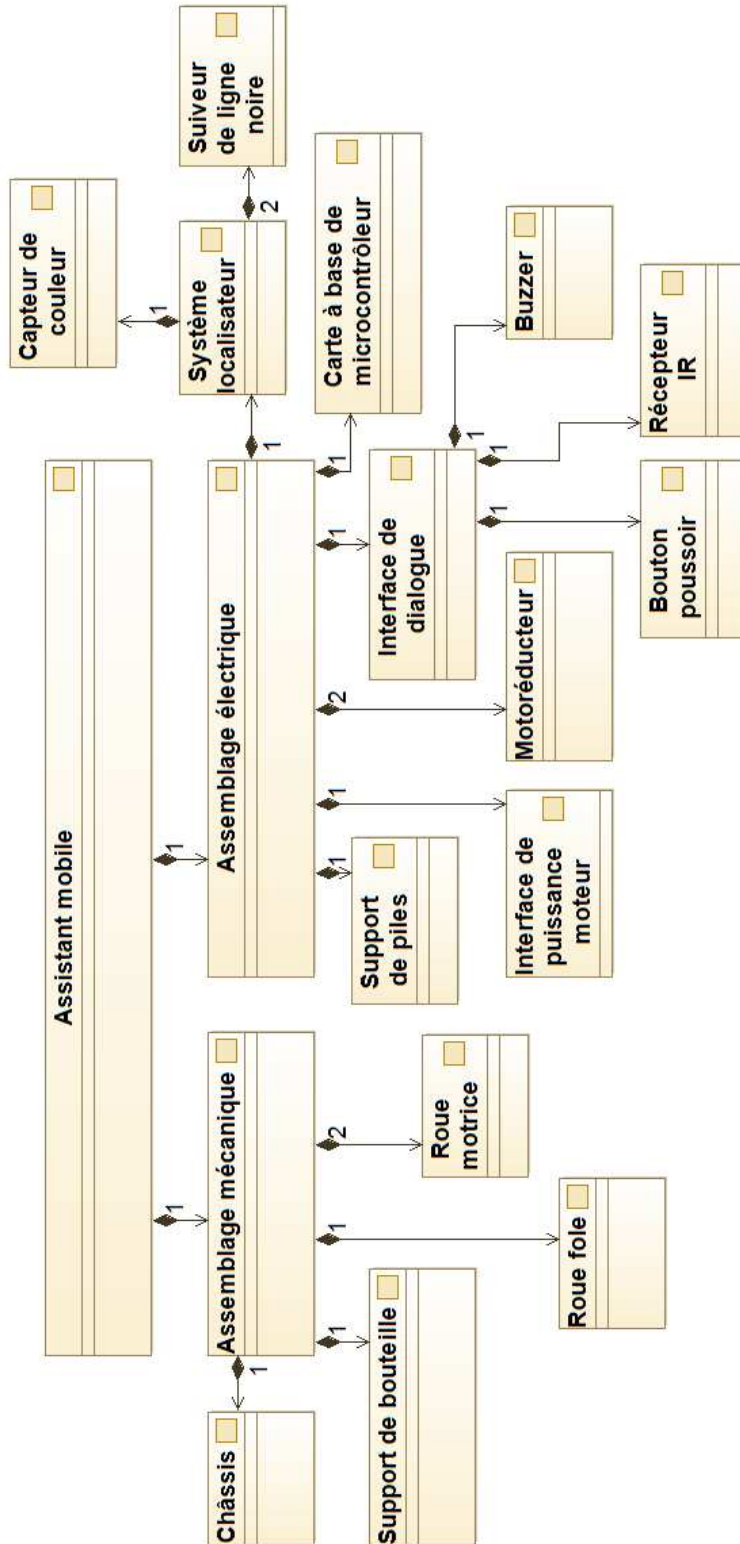 Assistant mobile
1
1
Assemblage mécanique
Assemblage électrique
1
1
1
2
1
1
2
1
1
1
Châssis
Support de bouteille
Roue fole
Roue
motrice
Support
de piles
Interface de
puissance
moteur
Motoréducteur
Interface de
dialogue
1
1
1
Bouton
poussoir
Récepteur
IR
Buzzer
Carte à base de
microcontrôleur
Système
localisateur
1
2
Capteur de
couleur
Suiveur
de ligne
noire